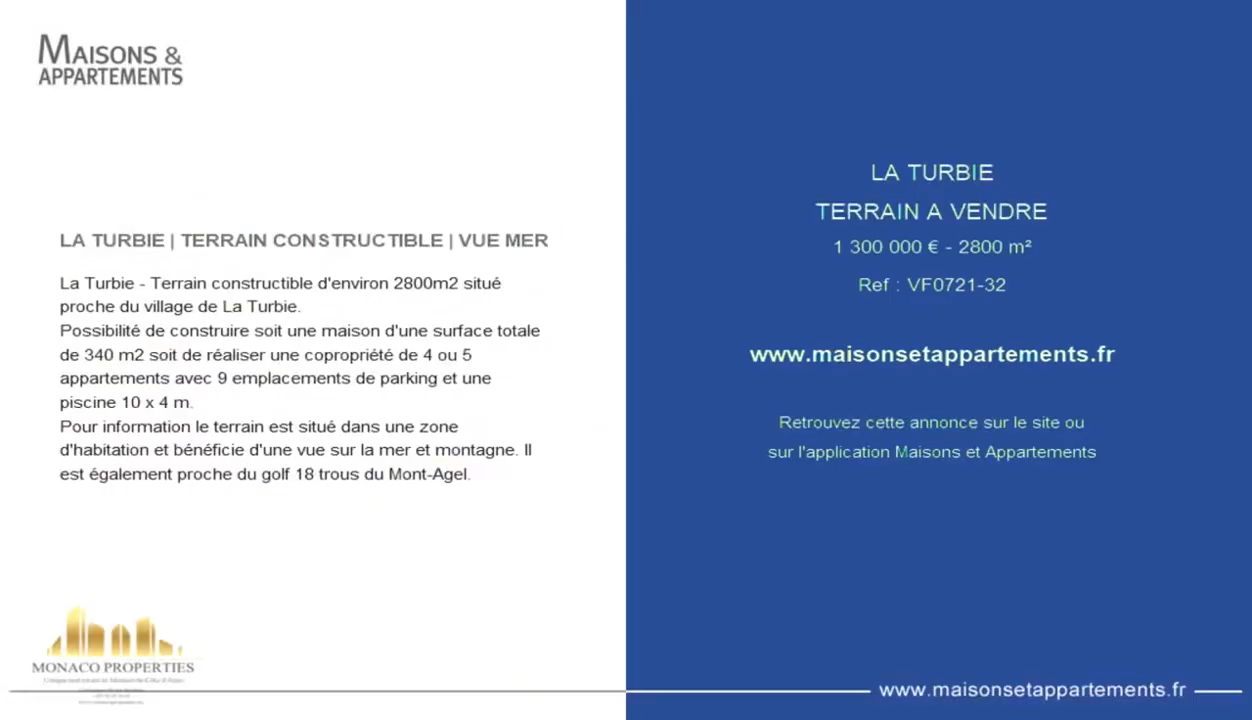 MAISONS &
APPARTEMENTS
LA TURBIE | TERRAIN CONSTRUCTIBLE | VUE MER
La Turbie - Terrain constructible d'environ 2800m2 situé
proche du village de La Turbie.
Possibilité de construire soit une maison d'une surface totale
de 340 m2 soit de réaliser une copropriété de 4 ou 5
appartements avec 9 emplacements de parking et une
piscine 10 x 4 m.
Pour information le terrain est situé dans une zone
d'habitation et bénéficie d'une vue sur la mer et montagne. Il
est également proche du golf 18 trous du Mont-Agel.
MONACO PROPERTIES
LA TURBIE
TERRAIN A VENDRE
1 300 000 € - 2800 m²
Ref : VF0721-32
www.maisonsetappartements.fr
Retrouvez cette annonce sur le site ou
sur l'application Maisons et Appartements
www.maisonsetappartements.fr